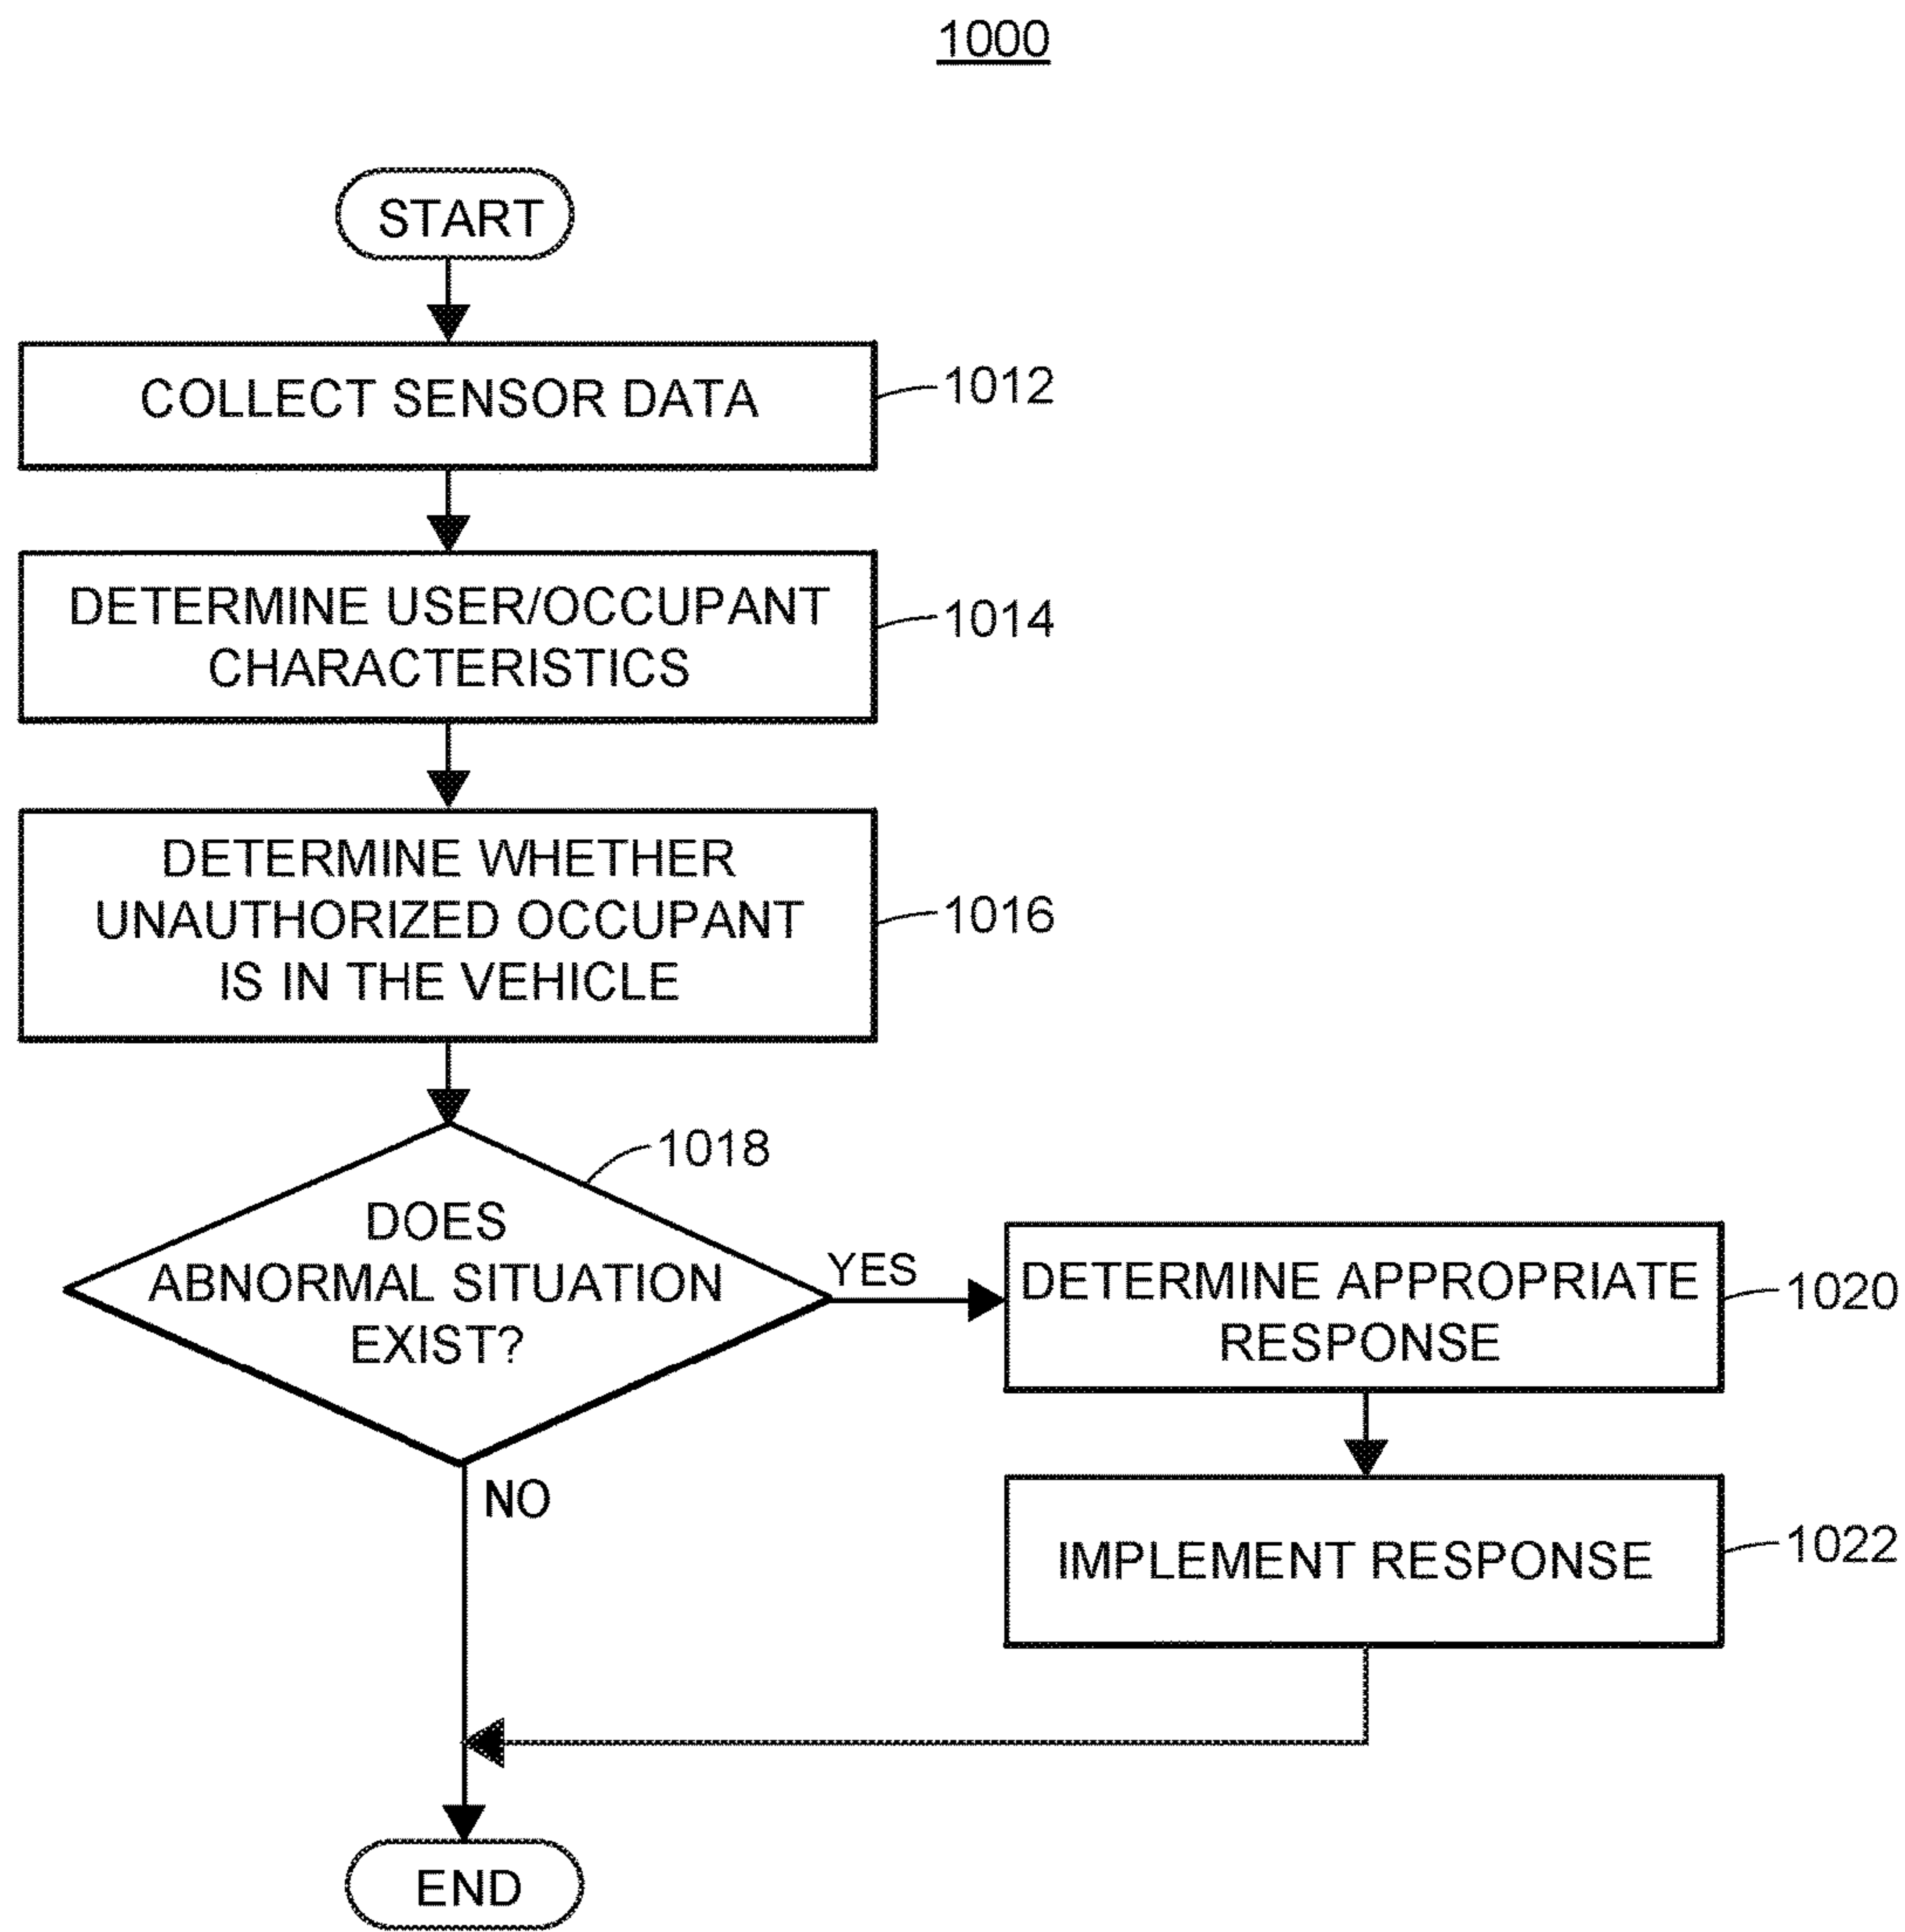 1000
START
COLLECT SENSOR DATA
1012
DETERMINE USER/OCCUPANT
CHARACTERISTICS
1014
DETERMINE WHETHER
UNAUTHORIZED OCCUPANT
IS IN THE VEHICLE
1016
1018
DOES
ABNORMAL SITUATION
EXIST?
YES
DETERMINE APPROPRIATE
RESPONSE
1020
NO
IMPLEMENT RESPONSE
1022
END